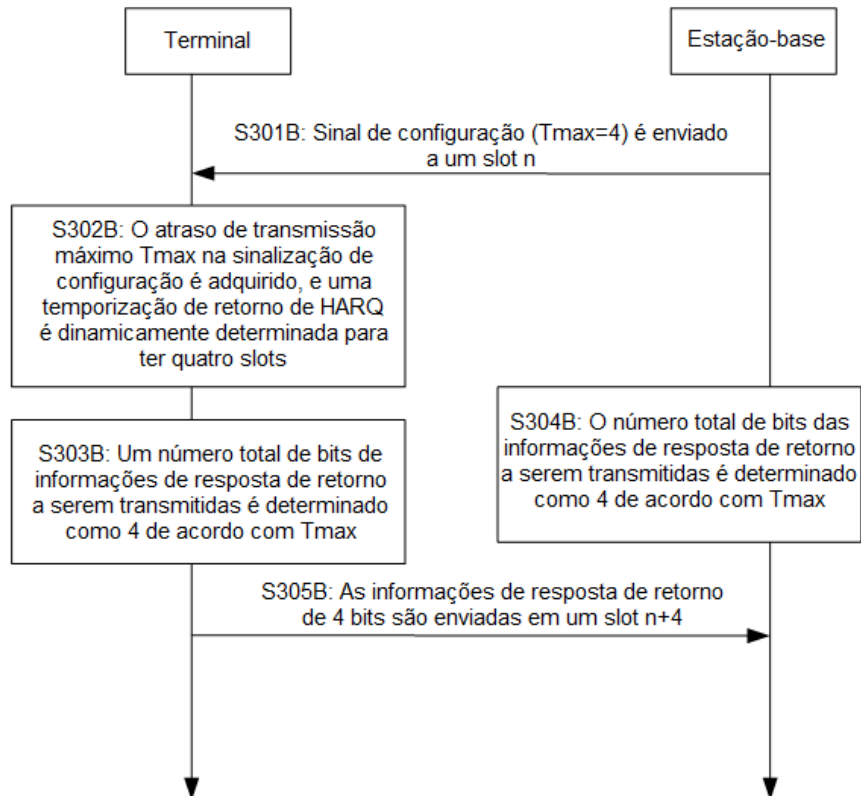 Terminal
Estação-base
S301B: Sinal de configuração (Tmax=4) é enviado
a um slot n
S302B: O atraso de transmissão
máximo Tmax na sinalização de
configuração é adquirido, e uma
temporização de retorno de HARQ
é dinamicamente determinada para
ter quatro slots
S303B: Um número total de bits de
informações de resposta de retorno
a serem transmitidas é determinado
como 4 de acordo com Tmax
S304B: O número total de bits das
informações de resposta de retorno
a serem transmitidas é determinado
como 4 de acordo com Tmax
S305B: As informações de resposta de retorno
de 4 bits são enviadas em um slot n+4